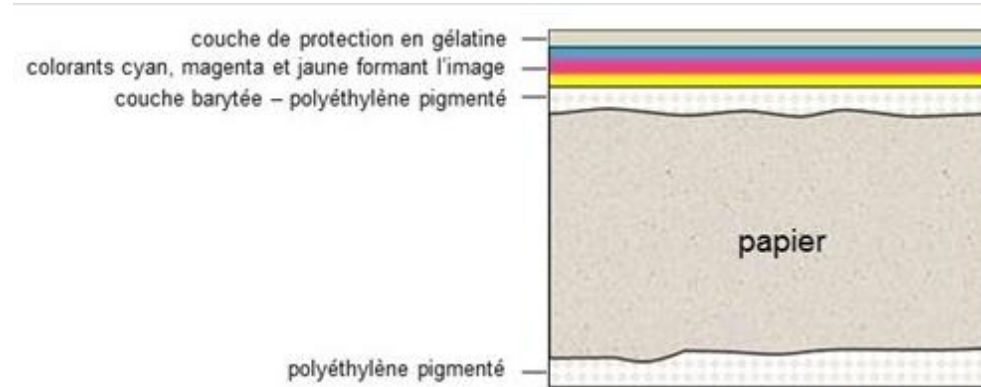 couche de protection en gélatine
colorants cyan, magenta et jaune formant l'image
couche barytée – polyéthylène pigmenté
papier
polyéthylène pigmenté